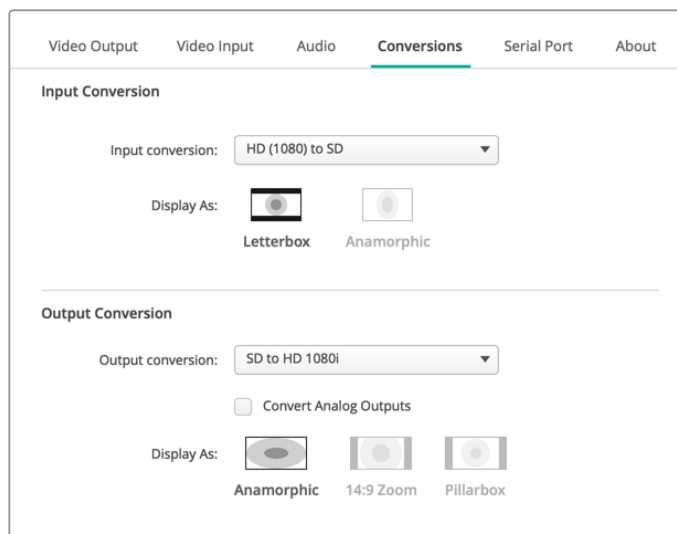 Video Output Video Input Audio Conversions Serial Port About
Input Conversion
Input conversion: HD (1080) to SD
Display As:
Letterbox Anamorphic
Output Conversion
Output conversion: SD to HD 1080i
Convert Analog Outputs
Display As:
Anamorphic 14:9 Zoom Pillarbox